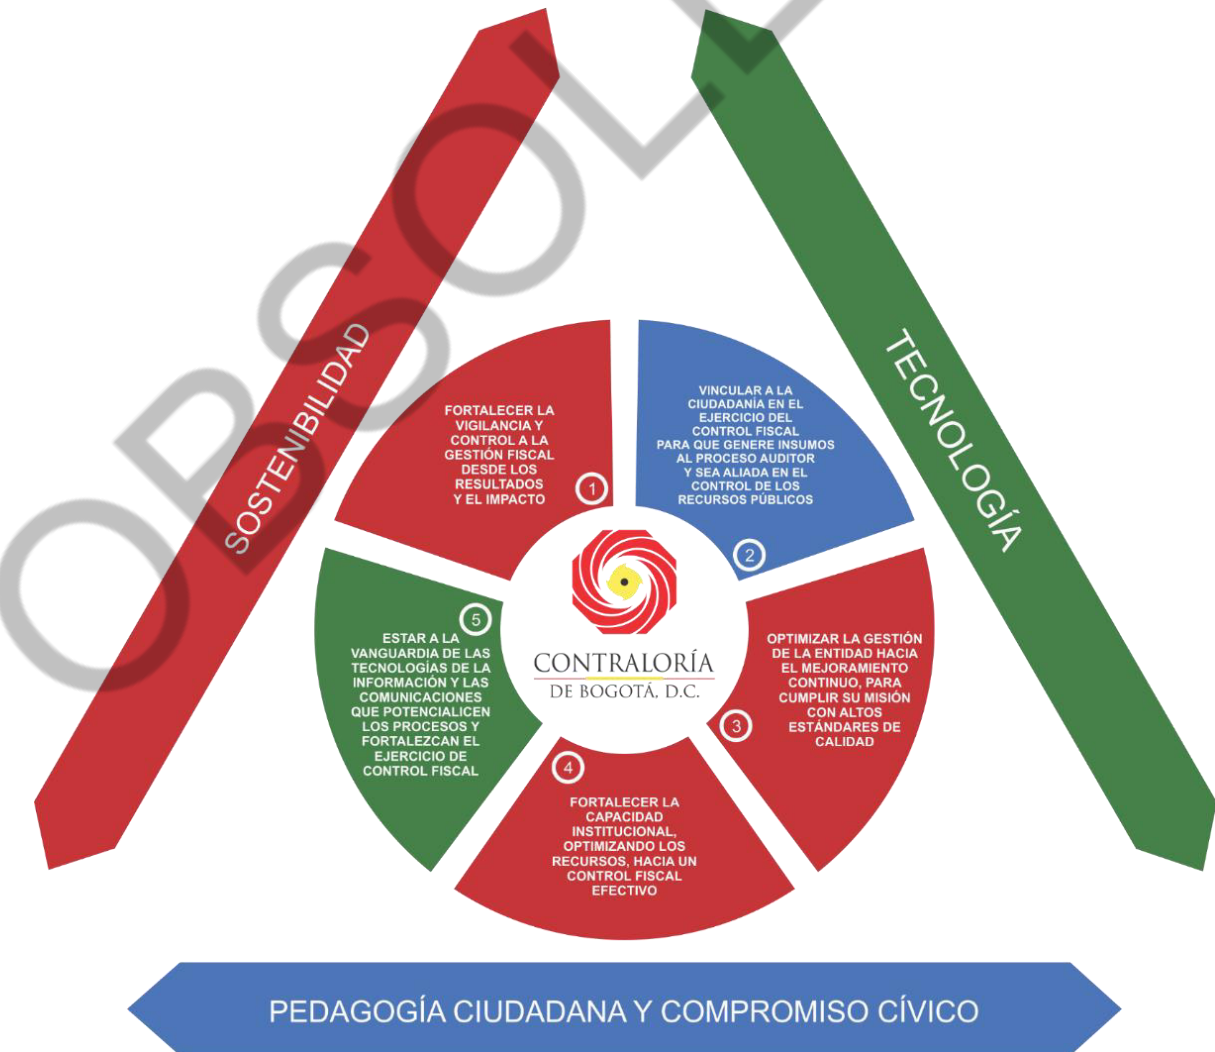 OBSOLE
SOSTENIBILIDAD
TECNOLOGÍA
FORTALECER LA
VIGILANCIA Y
CONTROL A LA
GESTIÓN FISCAL
DESDE LOS
RESULTADOS
Y EL IMPACTO
1
VINCULAR A LA
CIUDADANÍA EN EL
EJERCICIO DEL
CONTROL FISCAL
PARA QUE GENERE INSUMOS
AL PROCESO AUDITOR
Y SEA ALIADA EN EL
CONTROL DE LOS
RECURSOS PÚBLICOS
2
OPTIMIZAR LA GESTIÓN
DE LA ENTIDAD HACIA
EL MEJORAMIENTO
CONTINUO, PARA
CUMPLIR SU MISIÓN
CON ALTOS
ESTÁNDARES DE
CALIDAD
3
4
FORTALECER LA
CAPACIDAD
INSTITUCIONAL,
OPTIMIZANDO LOS
RECURSOS, HACIA UN
CONTROL FISCAL
EFECTIVO
5
ESTAR A LA
VANGUARDIA DE LAS
TECNOLOGÍAS DE LA
INFORMACIÓN Y LAS
COMUNICACIONES
QUE POTENCIALICEN
LOS PROCESOS Y
FORTALEZCAN EL
EJERCICIO DE
CONTROL FISCAL
CONTRALORÍA
DE BOGOTÁ, D.C.
PEDAGOGÍA CIUDADANA Y COMPROMISO CÍVICO